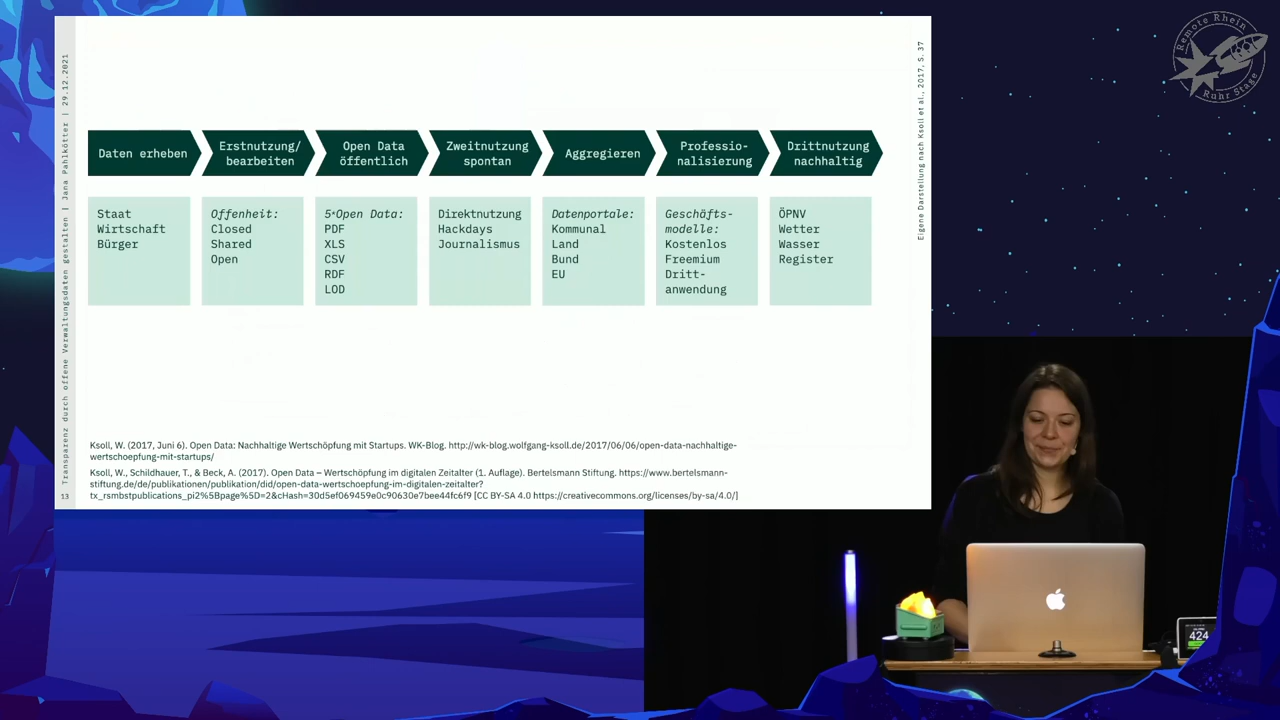 Transparenz durch offene Verwaltungsdaten gestalten | Jana Pahlkötter | 29.12.2021
13
Daten erheben
Erstnutzung/
bearbeiten
Open Data
öffentlich
Zweitnutzung
spontan
Aggregieren
Professio-
nalisierung
Drittnutzung
nachhaltig
Staat
Wirtschaft
Bürger
Offenheit:
Closed
Shared
Open
5*Open Data:
PDF
XLS
CSV
RDF
LOD
Direktnutzung
Hackdays
Journalismus
Datenportale:
Kommunal
Land
Bund
EU
Geschäfts-
modelle:
Kostenlos
Freemium
Dritt-
anwendung
ÖPNV
Wetter
Wasser
Register
Eigene Darstellung nach Ksoll et al., 2017, S. 37
Ksoll, W. (2017, Juni 6). Open Data: Nachhaltige Wertschöpfung mit Startups. WK-Blog. http://wk-blog.wolfgang-ksoll.de/2017/06/06/open-data-nachhaltige-
wertschoepfung-mit-startups/
Ksoll, W., Schildhauer, T., & Beck, A. (2017). Open Data – Wertschöpfung im digitalen Zeitalter (1. Auflage). Bertelsmann Stiftung. https://www.bertelsmann-
stiftung.de/de/publikationen/publikation/did/open-data-wertschoepfung-im-digitalen-zeitalter?
tx_rsmbstpublications_pi2%5Bpage%5D=2&cHash=30d5ef069459e0c90630e7bee44fc6f9 [CC BY-SA 4.0 https://creativecommons.org/licenses/by-sa/4.0/]
Remote Rhein
Ruhr Stage
424